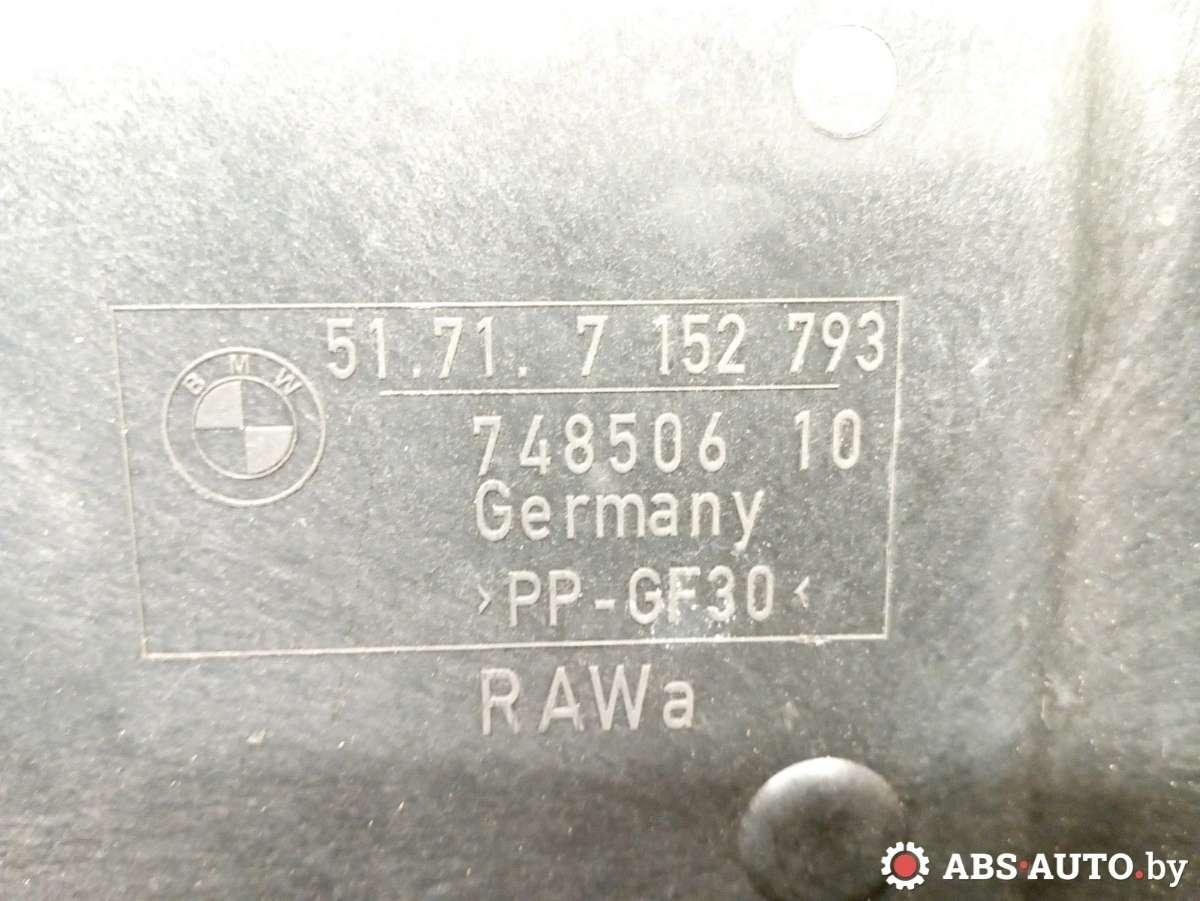 51.71. 7 152 793
BMW
748506 10
Germany
>PP-GF30<
RAWa
ABS-AUTO.by